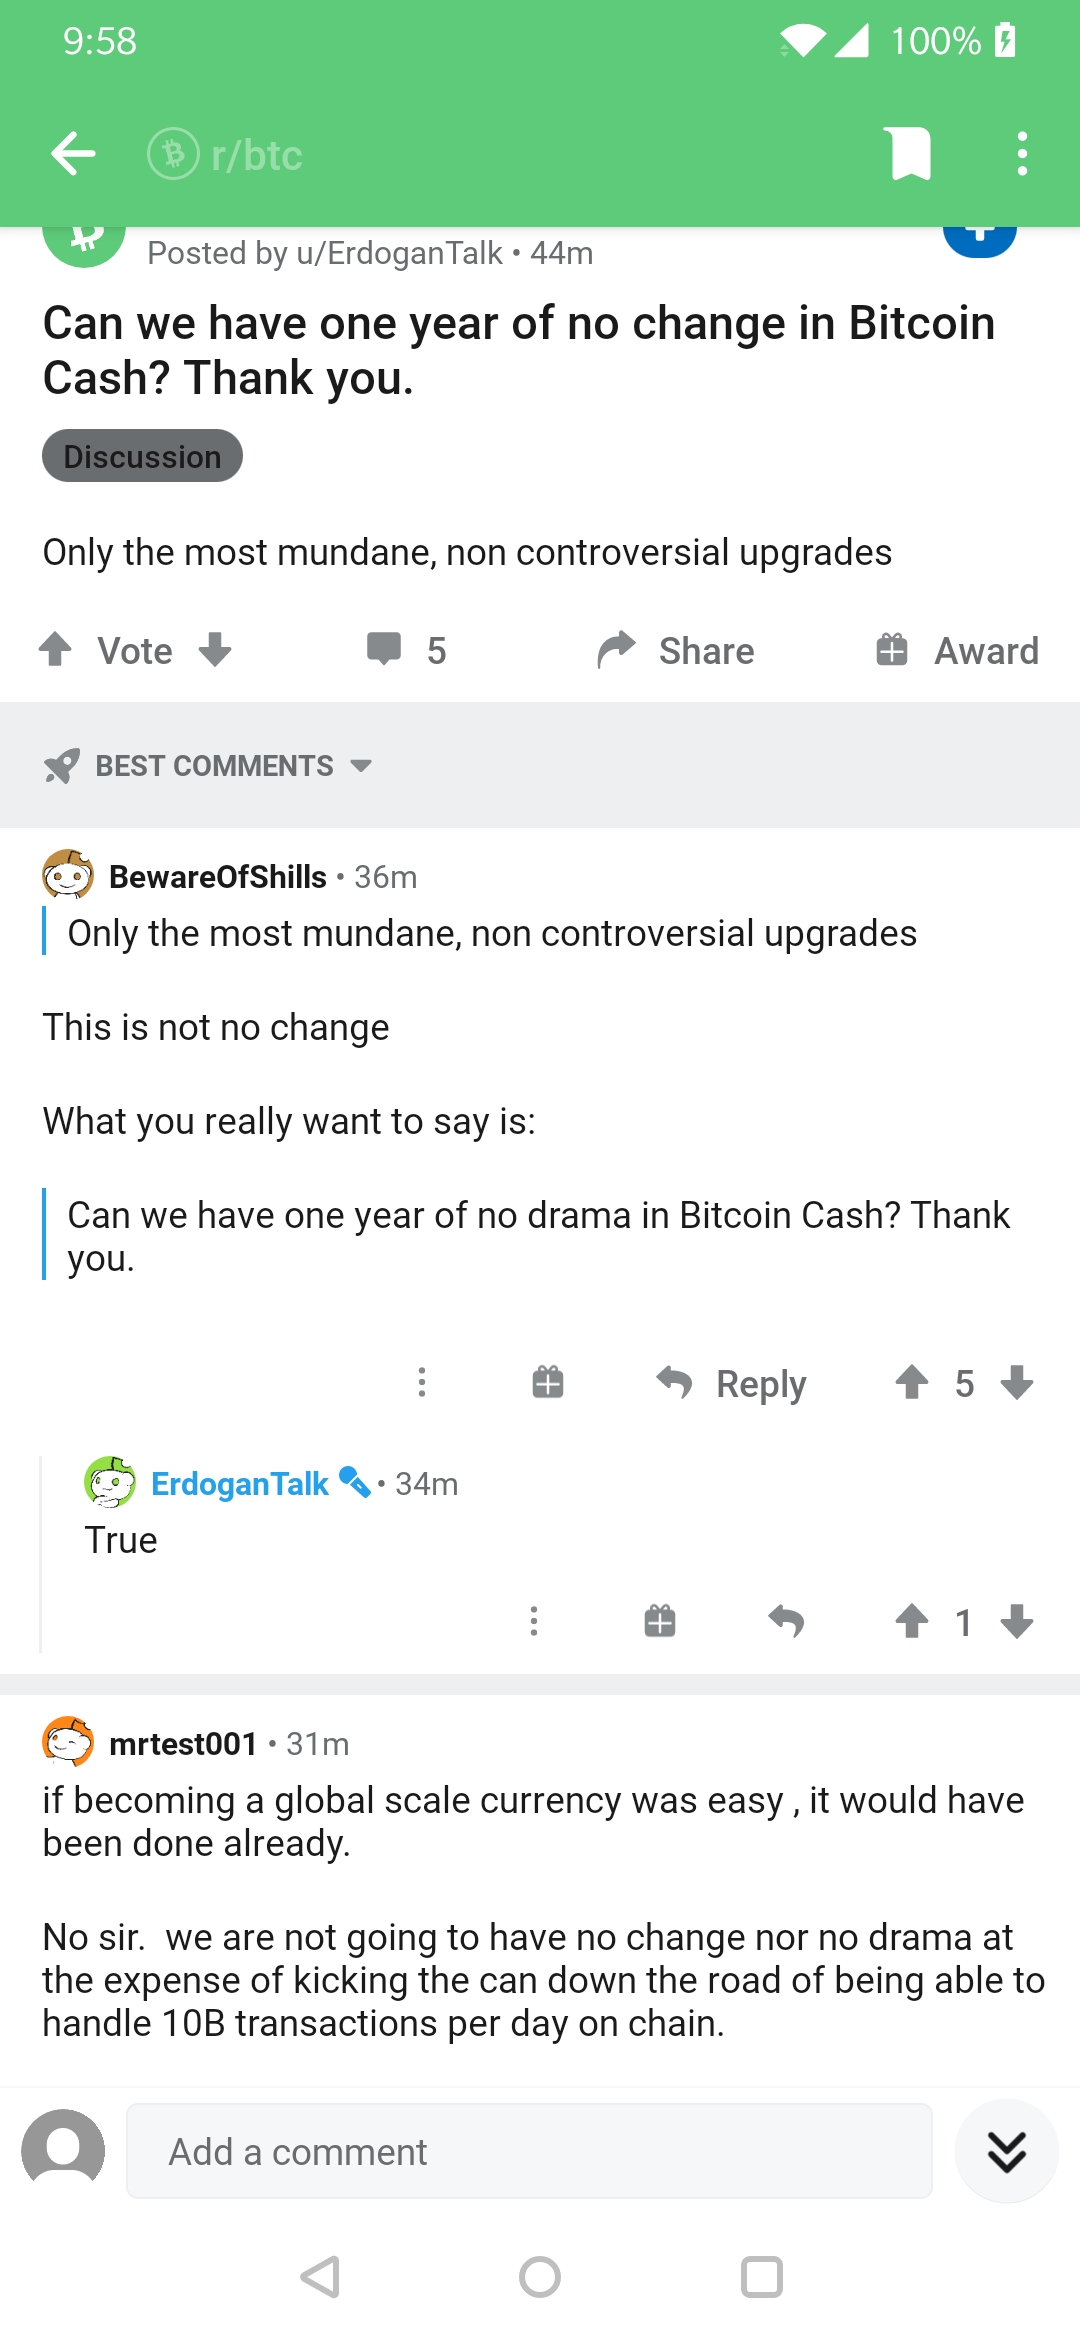 9:58
100%
r/btc
Posted by u/ErdoganTalk • 44m
Can we have one year of no change in Bitcoin
Cash? Thank you.
Discussion
Only the most mundane, non controversial upgrades
Vote
5
Share
Award
BEST COMMENTS
BewareOfShills • 36m
Only the most mundane, non controversial upgrades
This is not no change
What you really want to say is:
Can we have one year of no drama in Bitcoin Cash? Thank
you.
Reply
5
ErdoganTalk • 34m
True
1
mrtest001 • 31m
if becoming a global scale currency was easy , it would have
been done already.
No sir.  we are not going to have no change nor no drama at
the expense of kicking the can down the road of being able to
handle 10B transactions per day on chain.
Add a comment